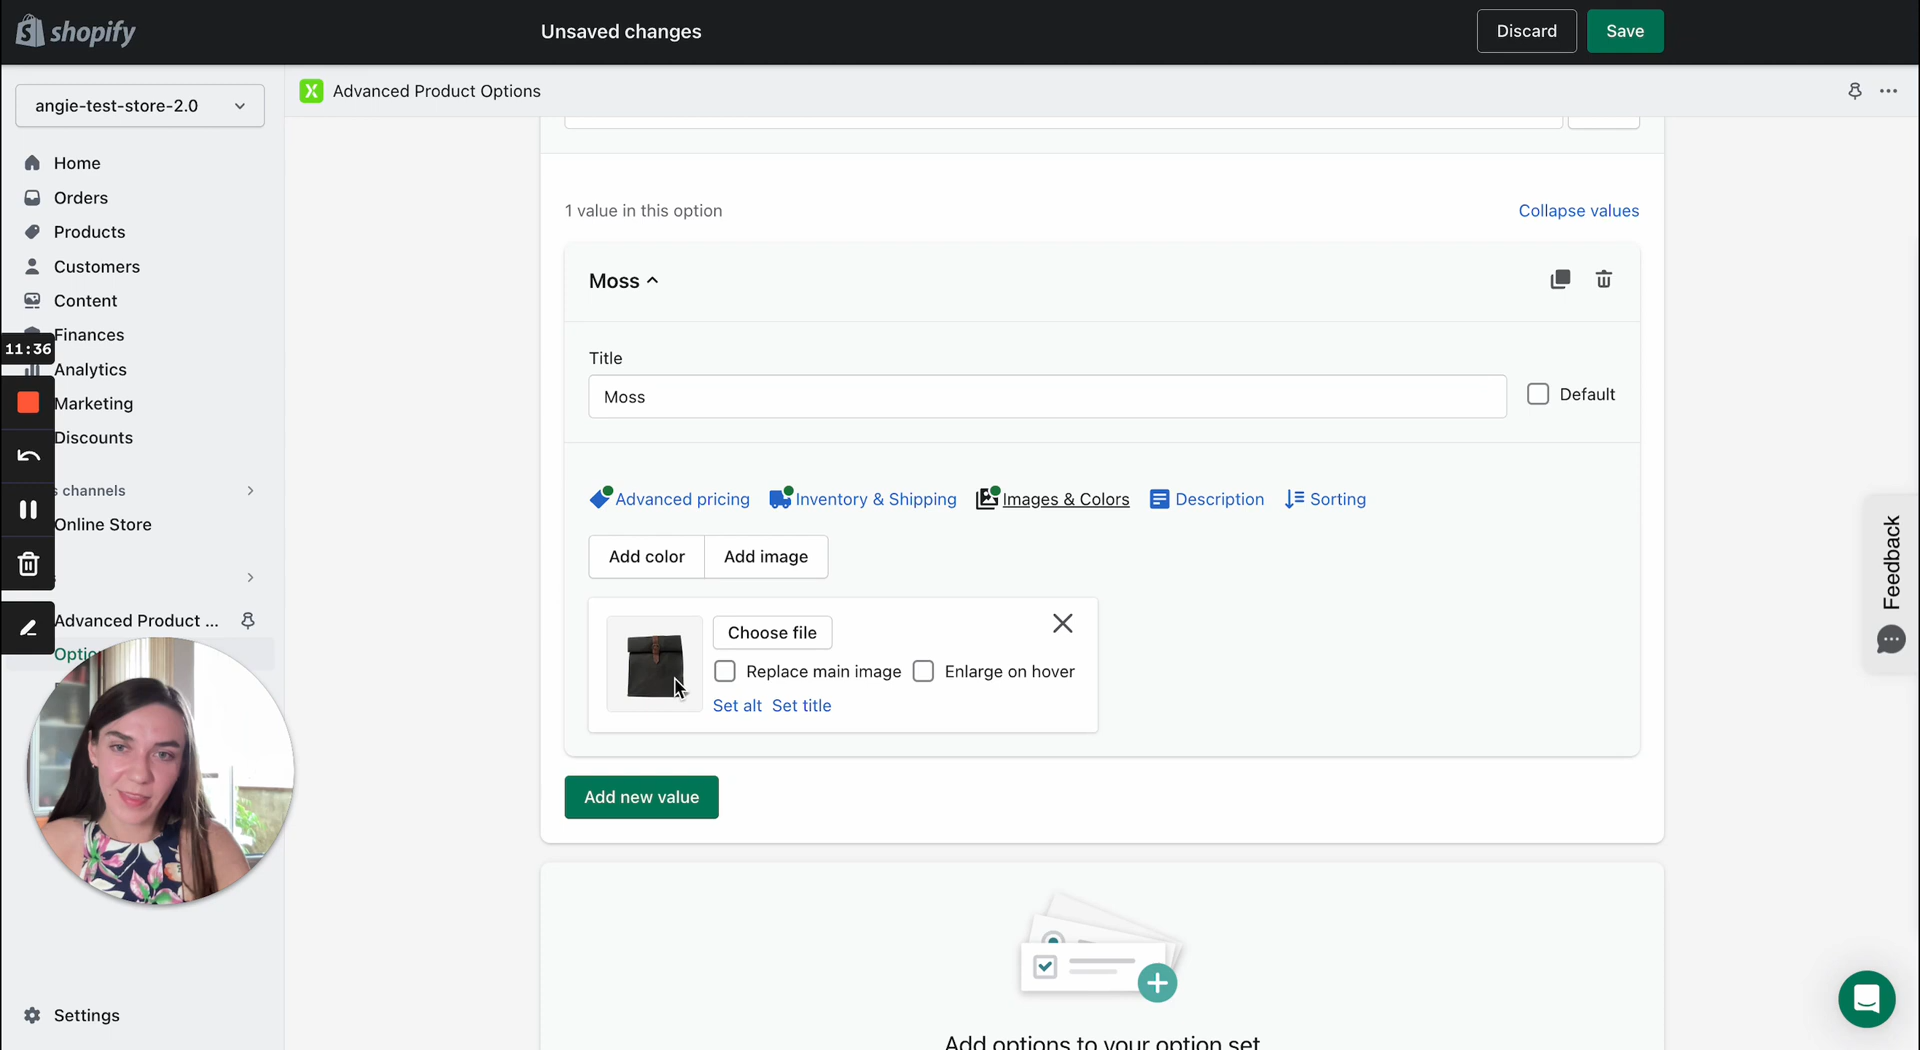 shopify
Unsaved changes
Discard
Save
angie-test-store-2.0
Advanced Product Options
Home
Orders
Products
Customers
Content
Finances
11:36
Analytics
Marketing
Discounts
channels
Online Store
Advanced Product ...
Optio
Settings
1 value in this option
Collapse values
Moss
Title
Moss
Default
Advanced pricing
Inventory & Shipping
Images & Colors
Description
Sorting
Add color
Add image
Choose file
Replace main image
Enlarge on hover
Set alt
Set title
Add new value
Add options to your option set
Feedback